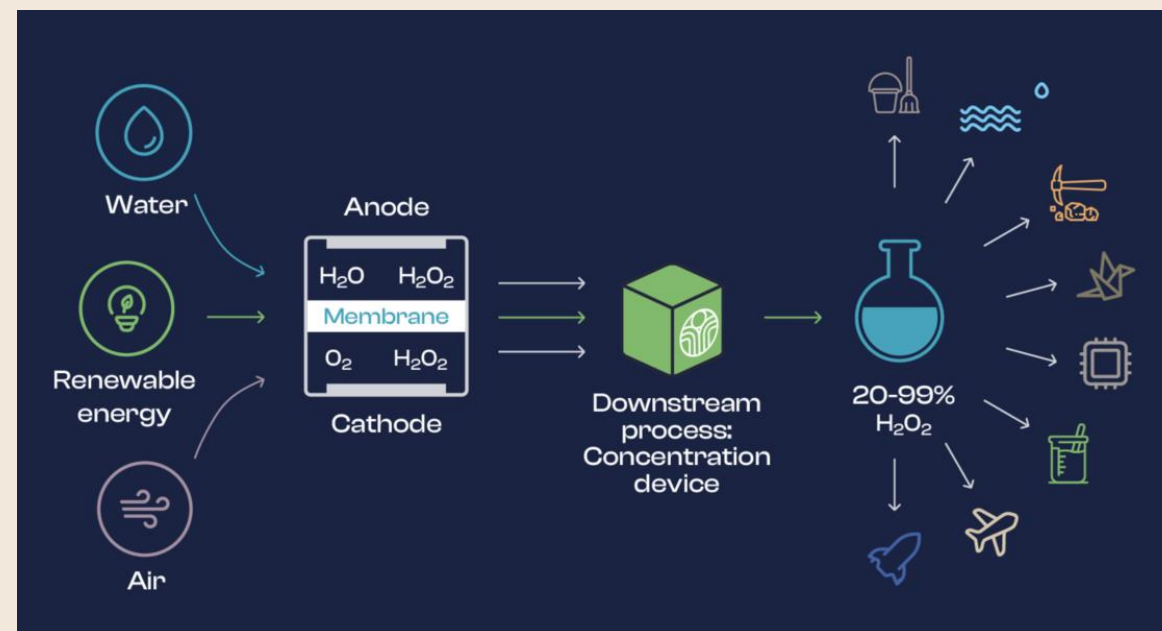 Water
Renewable
energy
Air
Anode
H₂O H₂O₂
Membrane
O₂ H₂O₂
Cathode
Downstream
process:
Concentration
device
20-99%
H₂O₂